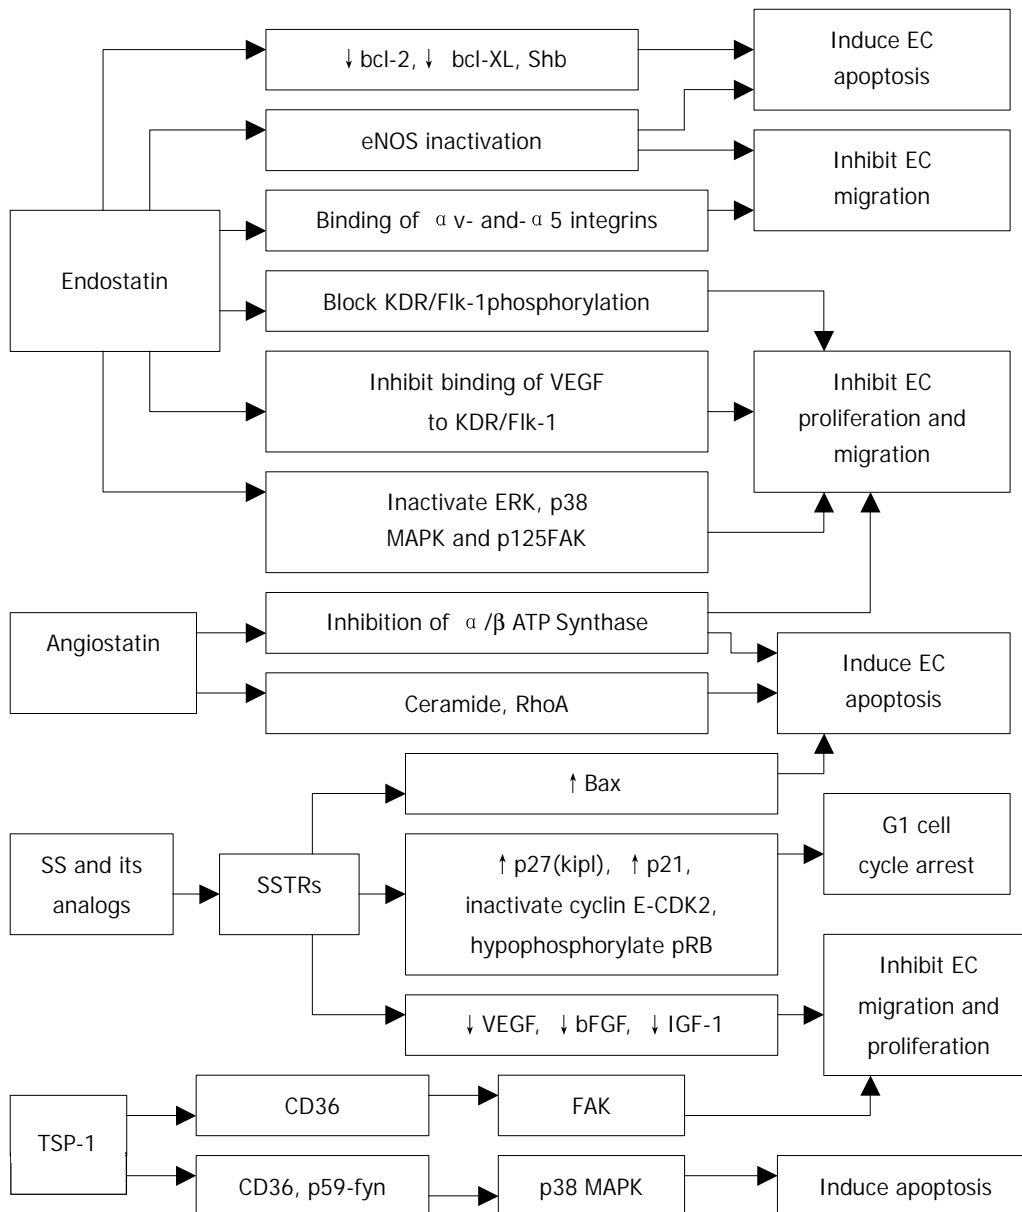 ↓ bcl-2, ↓ bcl-XL, Shb
Induce EC
apoptosis
eNOS inactivation
Inhibit EC
migration
Binding of αv- and-α5 integrins
Endostatin
Block KDR/Flk-1phosphorylation
Inhibit binding of VEGF
to KDR/Flk-1
Inhibit EC
proliferation and
migration
Inactivate ERK, p38
MAPK and p125FAK
Angiostatin
Inhibition of α/β ATP Synthase
Induce EC
apoptosis
Ceramide, RhoA
↑ Bax
G1 cell
cycle arrest
SS and its
analogs
SSTRs
↑ p27(kipl), ↑ p21,
inactivate cyclin E-CDK2,
hypophosphorylate pRB
Inhibit EC
migration and
proliferation
↓ VEGF, ↓ bFGF, ↓ IGF-1
TSP-1
CD36
FAK
CD36, p59-fyn
p38 MAPK
Induce apoptosis